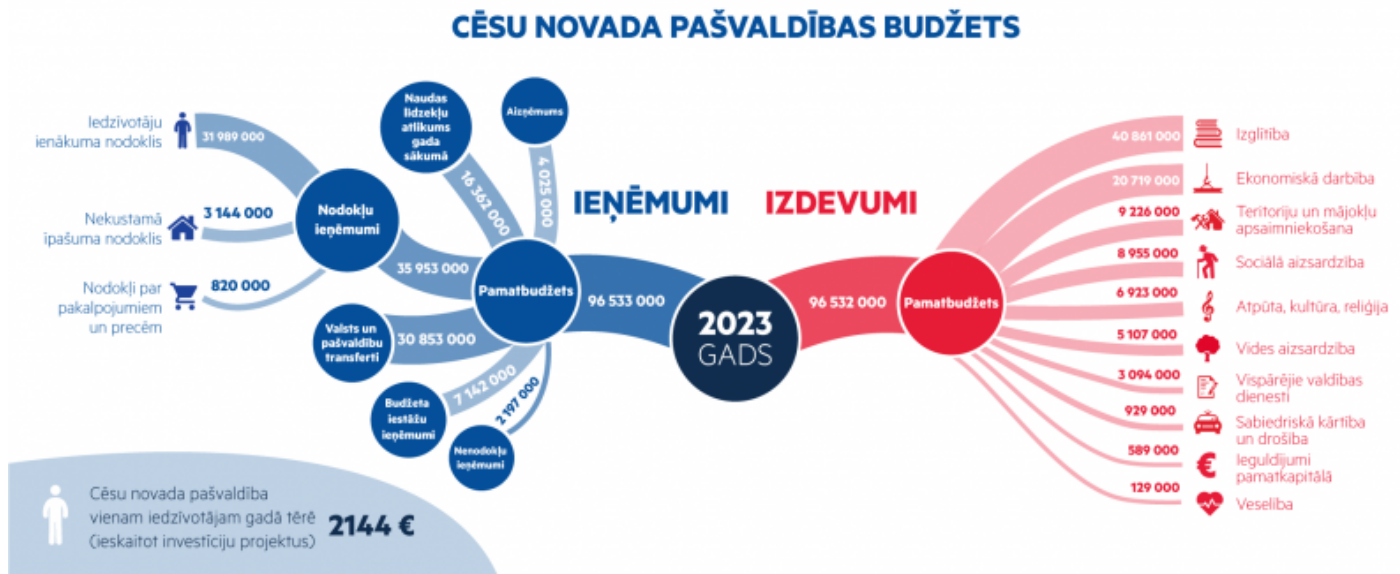 CĒSU NOVADA PAŠVALDĪBAS BUDŽETS
Iedzīvotāju
ienākuma nodoklis
31 989 000
Nekustamā
īpašuma nodoklis
3 144 000
Nodokļi par
pakalpojumiem
un precēm
820 000
Nodokļu
ieņēmumi
35 953 000
Naudas
līdzekļu
atlikums
gada
sākumā
16 362 000
Aizņēmums
4 025 000
Valsts un
pašvaldību
transferti
30 853 000
Budžeta
iestāžu
ieņēmumi
7 142 000
Nenodokļu
ieņēmumi
2 197 000
Pamatbudžets
IEŅĒMUMI
96 533 000
2023
GADS
IZDEVUMI
96 532 000
Pamatbudžets
40 861 000
Izglītība
20 719 000
Ekonomiskā darbība
9 226 000
Teritoriju un mājokļu
apsaimniekošana
8 955 000
Sociālā aizsardzība
6 923 000
Atpūta, kultūra, reliģija
5 107 000
Vides aizsardzība
3 094 000
Vispārējie valdības
dienesti
929 000
Sabiedriskā kārtība
un drošība
589 000
Ieguldījumi
pamatkapitālā
129 000
Veselība
Cēsu novada pašvaldība
vienam iedzīvotājam gadā tērē
(ieskaitot investīciju projektus)
2144 €